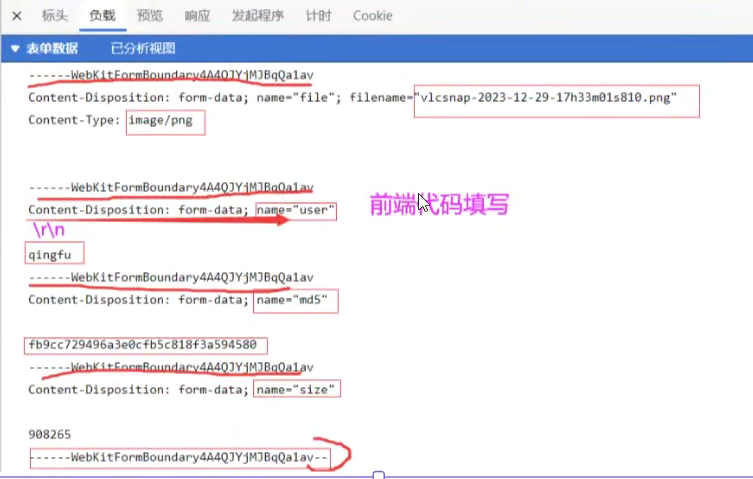 ✕ 标头 负载 预览 响应 发起程序 计时 Cookie
▼ 表单数据 已分析视图
------WebKitFormBoundary4A4QJYjMJBqQa1av
Content-Disposition: form-data; name="file"; filename="vlcsnap-2023-12-29-17h33m01s810.png"
Content-Type: image/png
------WebKitFormBoundary4A4QJYjMJBqQa1av
Content-Disposition: form-data; name="user"
前端代码填写
\r\n
qingfu
------WebKitFormBoundary4A4QJYjMJBqQa1av
Content-Disposition: form-data; name="md5"
fb9cc729496a3e0cfb5c818f3a594580
------WebKitFormBoundary4A4QJYjMJBqQa1av
Content-Disposition: form-data; name="size"
908265
------WebKitFormBoundary4A4QJYjMJBqQa1av--